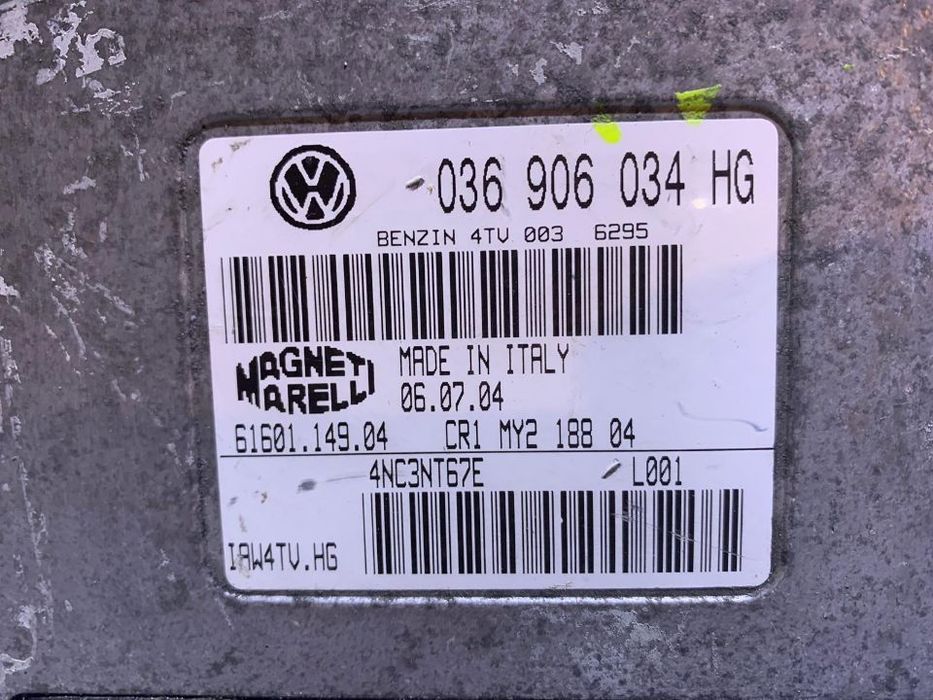 036 906 034 HG
BENZIN 4TV 003 6295
MAGNETI MARELLI
MADE IN ITALY
06.07.04
61601.149.04 CR1 MY2 188 04
4NC3NT67E L001
IAW4TV.HG